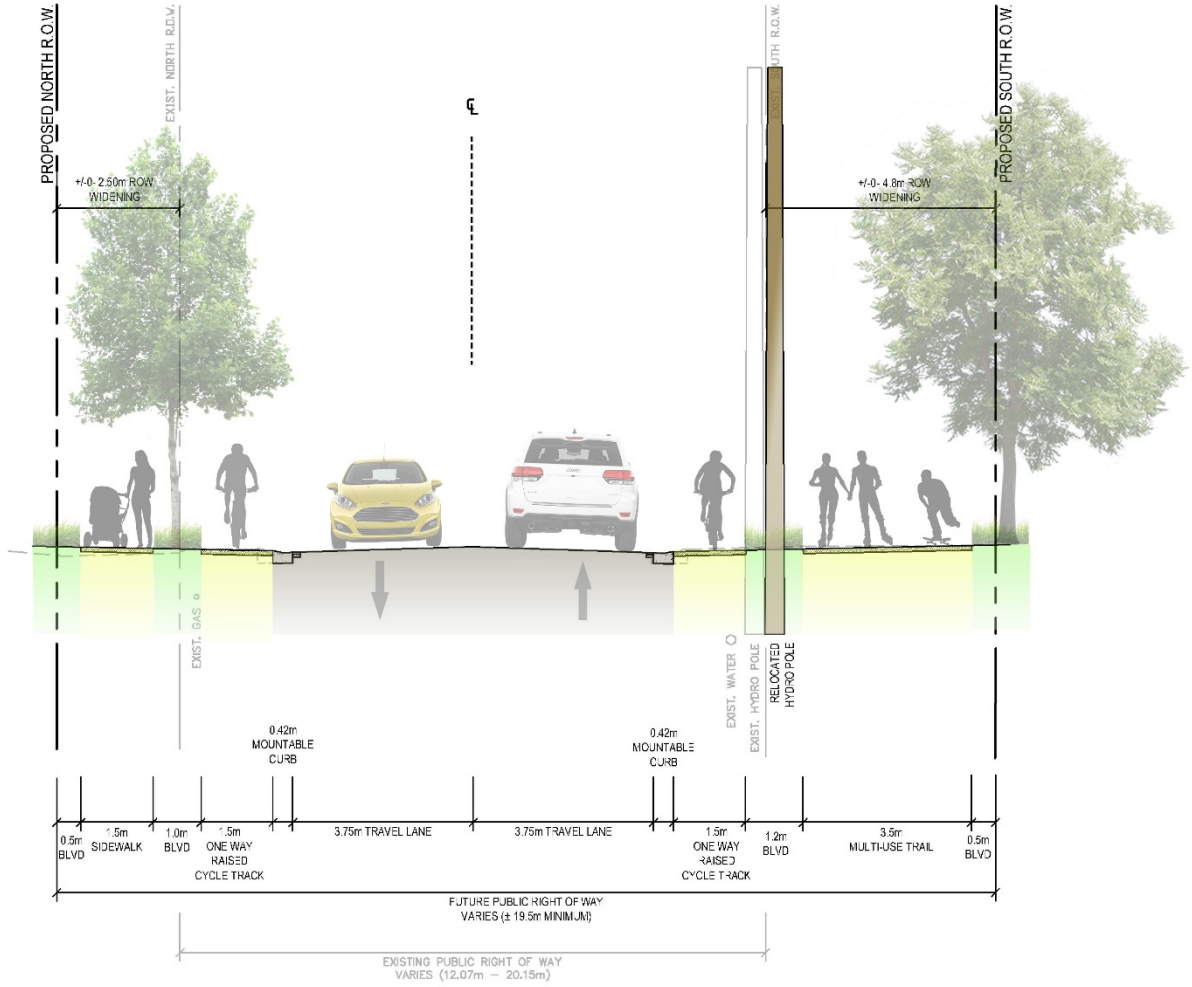 PROPOSED NORTH R.O.W.
EXIST. NORTH R.O.W.
EXIST. SOUTH R.O.W.
PROPOSED SOUTH R.O.W.
℄
+/-0- 2.50m ROW
WIDENING
+/-0- 4.8m ROW
WIDENING
Jeep
EXIST. GAS
EXIST. WATER
EXIST. HYDRO POLE
RELOCATED
HYDRO POLE
0.42m
MOUNTABLE
CURB
0.42m
MOUNTABLE
CURB
0.5m
BLVD
1.5m
SIDEWALK
1.0m
BLVD
1.5m
ONE WAY
RAISED
CYCLE TRACK
3.75m TRAVEL LANE
3.75m TRAVEL LANE
1.5m
ONE WAY
RAISED
CYCLE TRACK
1.2m
BLVD
3.5m
MULTI-USE TRAIL
0.5m
BLVD
FUTURE PUBLIC RIGHT OF WAY
VARIES (± 19.5m MINIMUM)
EXISTING PUBLIC RIGHT OF WAY
VARIES (12.07m – 20.15m)